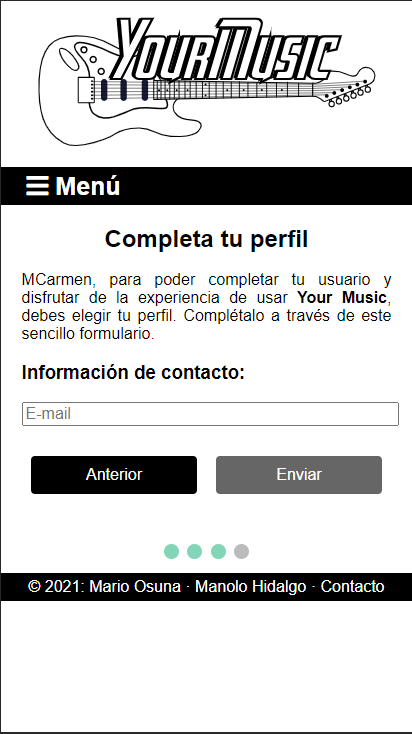 YourMusic
☰ Menú
Completa tu perfil
MCarmen, para poder completar tu usuario y
disfrutar de la experiencia de usar Your Music,
debes elegir tu perfil. Complétalo a través de este
sencillo formulario.
Información de contacto:
E-mail
Anterior Enviar
© 2021: Mario Osuna · Manolo Hidalgo · Contacto